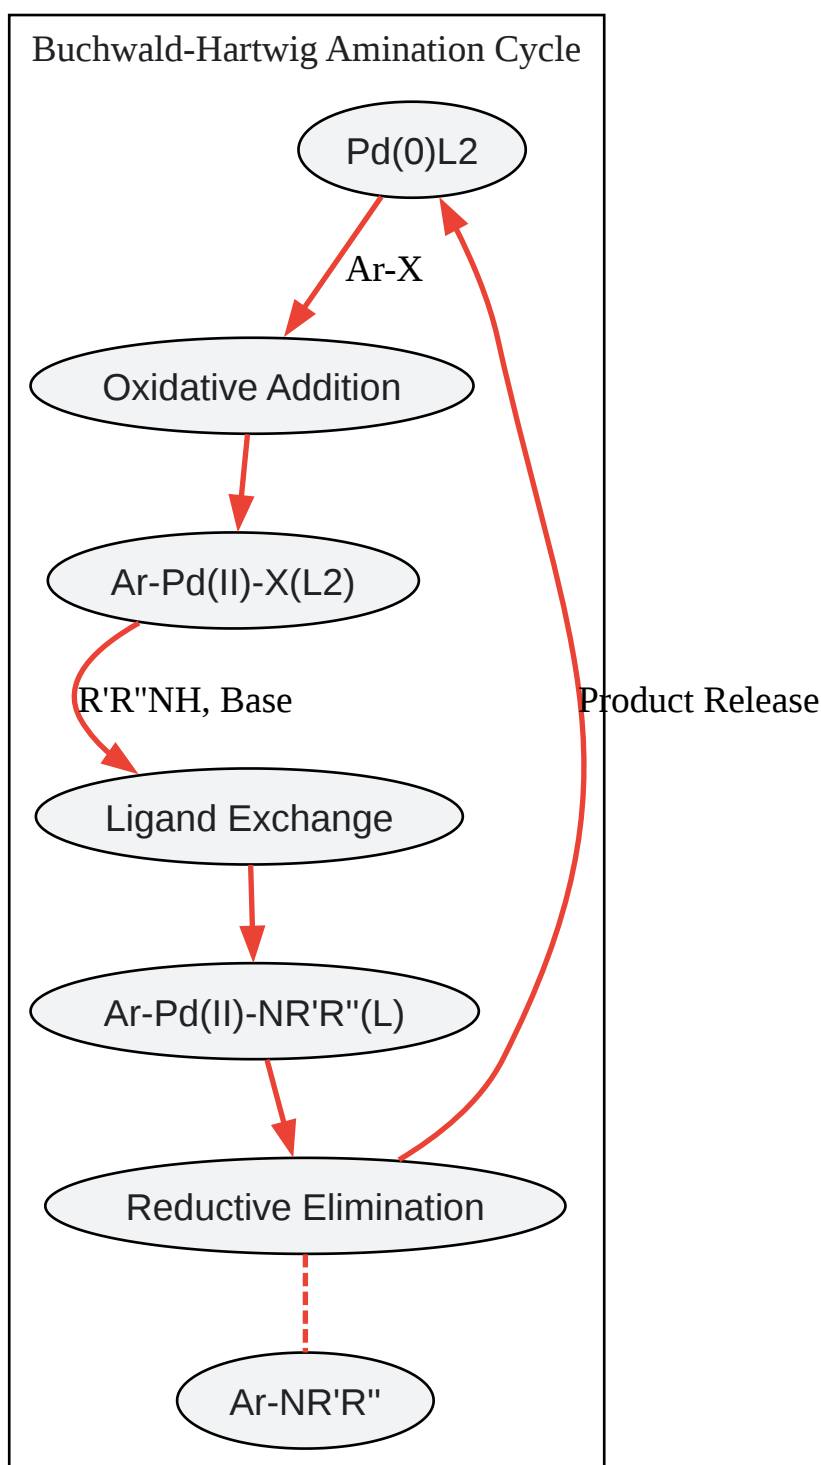 Buchwald-Hartwig Amination Cycle
Pd(0)L2
Ar-X
Oxidative Addition
Ar-Pd(II)-X(L2)
R'R"NH, Base
Product Release
Ligand Exchange
Ar-Pd(II)-NR'R"(L)
Reductive Elimination
Ar-NR'R"